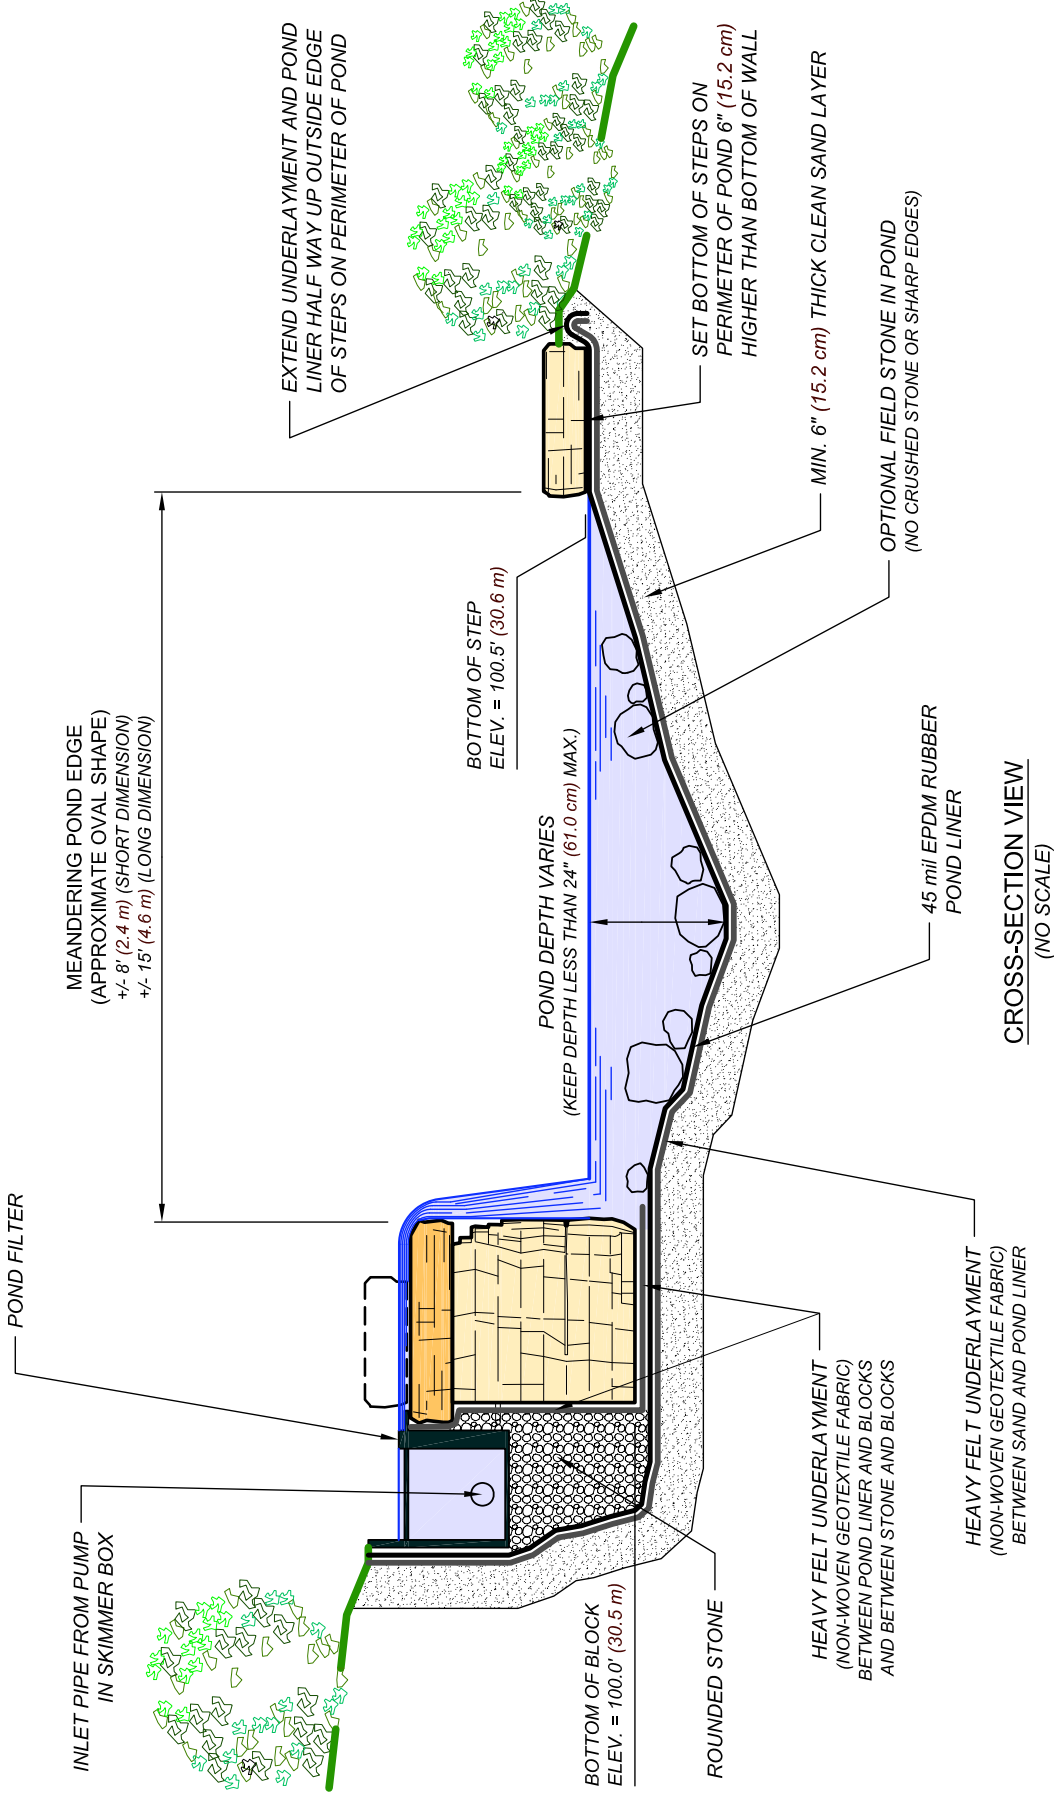 POND FILTER
INLET PIPE FROM PUMP
IN SKIMMER BOX
MEANDERING POND EDGE
(APPROXIMATE OVAL SHAPE)
+/- 8' (2.4 m) (SHORT DIMENSION)
+/- 15' (4.6 m) (LONG DIMENSION)
EXTEND UNDERLAYMENT AND POND
LINER HALF WAY UP OUTSIDE EDGE
OF STEPS ON PERIMETER OF POND
BOTTOM OF STEP
ELEV. = 100.5' (30.6 m)
POND DEPTH VARIES
(KEEP DEPTH LESS THAN 24" (61.0 cm) MAX.)
BOTTOM OF BLOCK
ELEV. = 100.0' (30.5 m)
ROUNDED STONE
HEAVY FELT UNDERLAYMENT
(NON-WOVEN GEOTEXTILE FABRIC)
BETWEEN POND LINER AND BLOCKS
AND BETWEEN STONE AND BLOCKS
HEAVY FELT UNDERLAYMENT
(NON-WOVEN GEOTEXTILE FABRIC)
BETWEEN SAND AND POND LINER
45 mil EPDM RUBBER
POND LINER
SET BOTTOM OF STEPS ON
PERIMETER OF POND 6" (15.2 cm)
HIGHER THAN BOTTOM OF WALL
MIN. 6" (15.2 cm) THICK CLEAN SAND LAYER
OPTIONAL FIELD STONE IN POND
(NO CRUSHED STONE OR SHARP EDGES)
CROSS-SECTION VIEW
(NO SCALE)